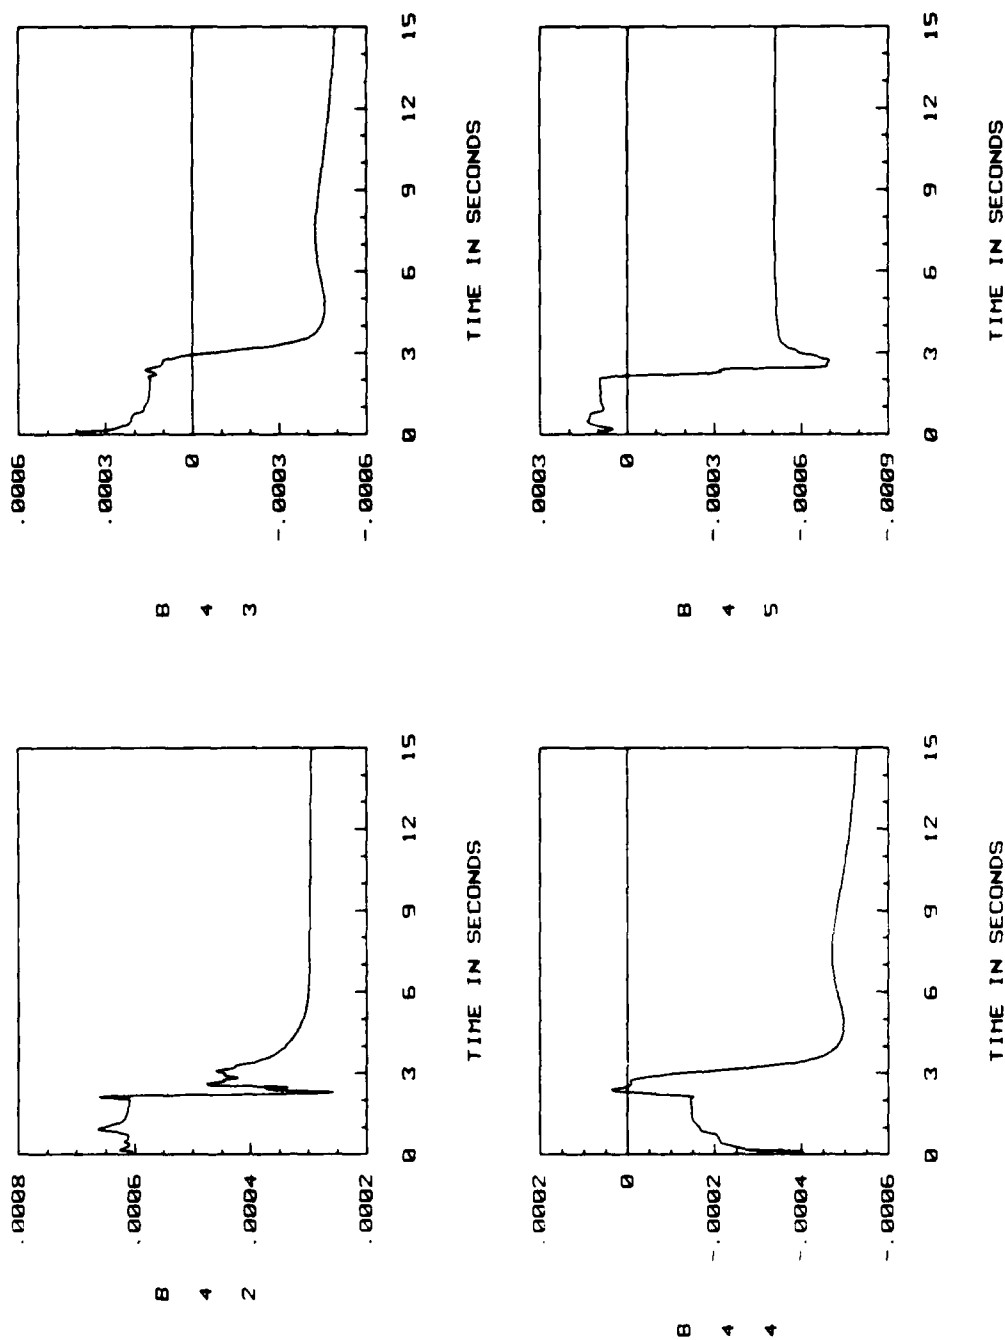 B 4 2
.0008
.0006
.0004
.0002
0 3 6 9 12 15
TIME IN SECONDS
B 4 3
.0006
.0003
0
-.0003
-.0006
0 3 6 9 12 15
TIME IN SECONDS
B 4 4
.0002
0
-.0002
-.0004
-.0006
0 3 6 9 12 15
TIME IN SECONDS
B 4 5
.0003
0
-.0003
-.0006
-.0009
0 3 6 9 12 15
TIME IN SECONDS